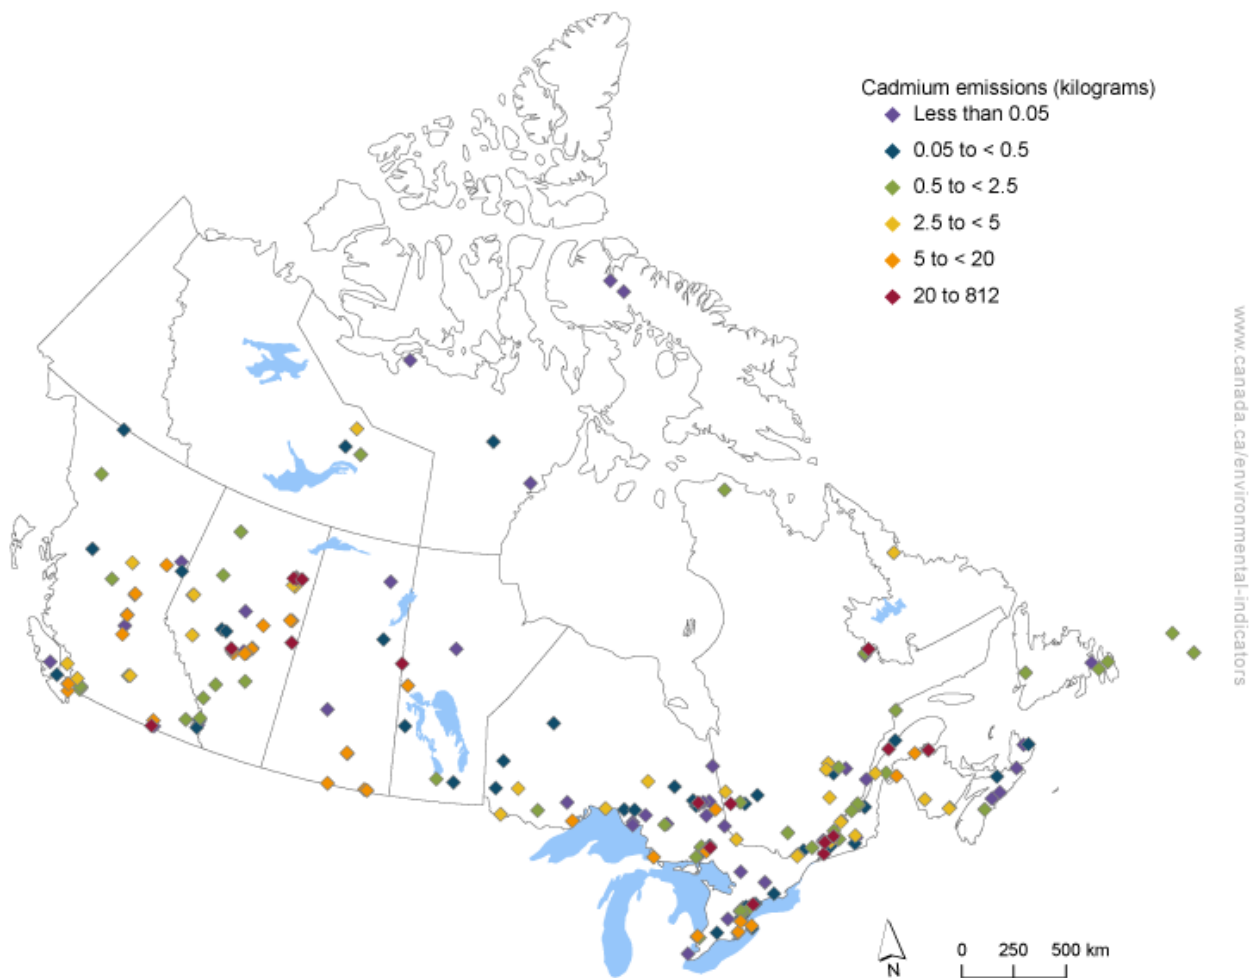 Cadmium emissions (kilograms)
Less than 0.05
0.05 to < 0.5
0.5 to < 2.5
2.5 to < 5
5 to < 20
20 to 812
www.canada.ca/environmental-indicators
N
0 250 500 km